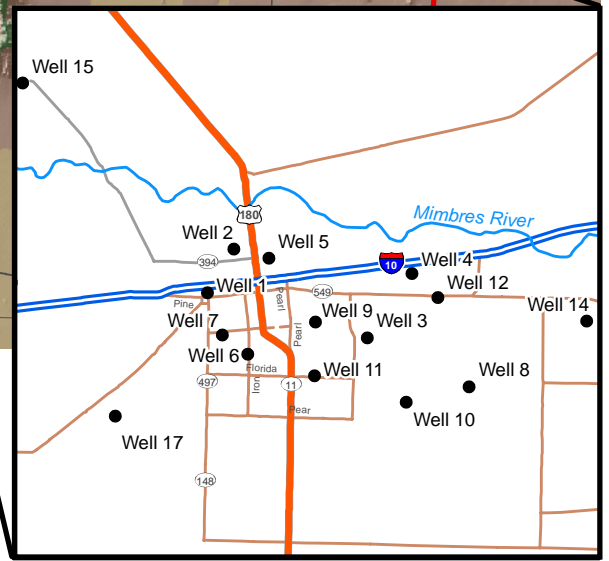 Well 15
180
Mimbres River
Well 2
Well 5
394
10
Well 4
Well 1
549
Well 12
Pine
Pearl
Well 14
Well 7
Pearl
Well 9
Well 3
Well 6
Florida
497
Iron
11
Well 11
Well 8
Pear
Well 10
Well 17
148